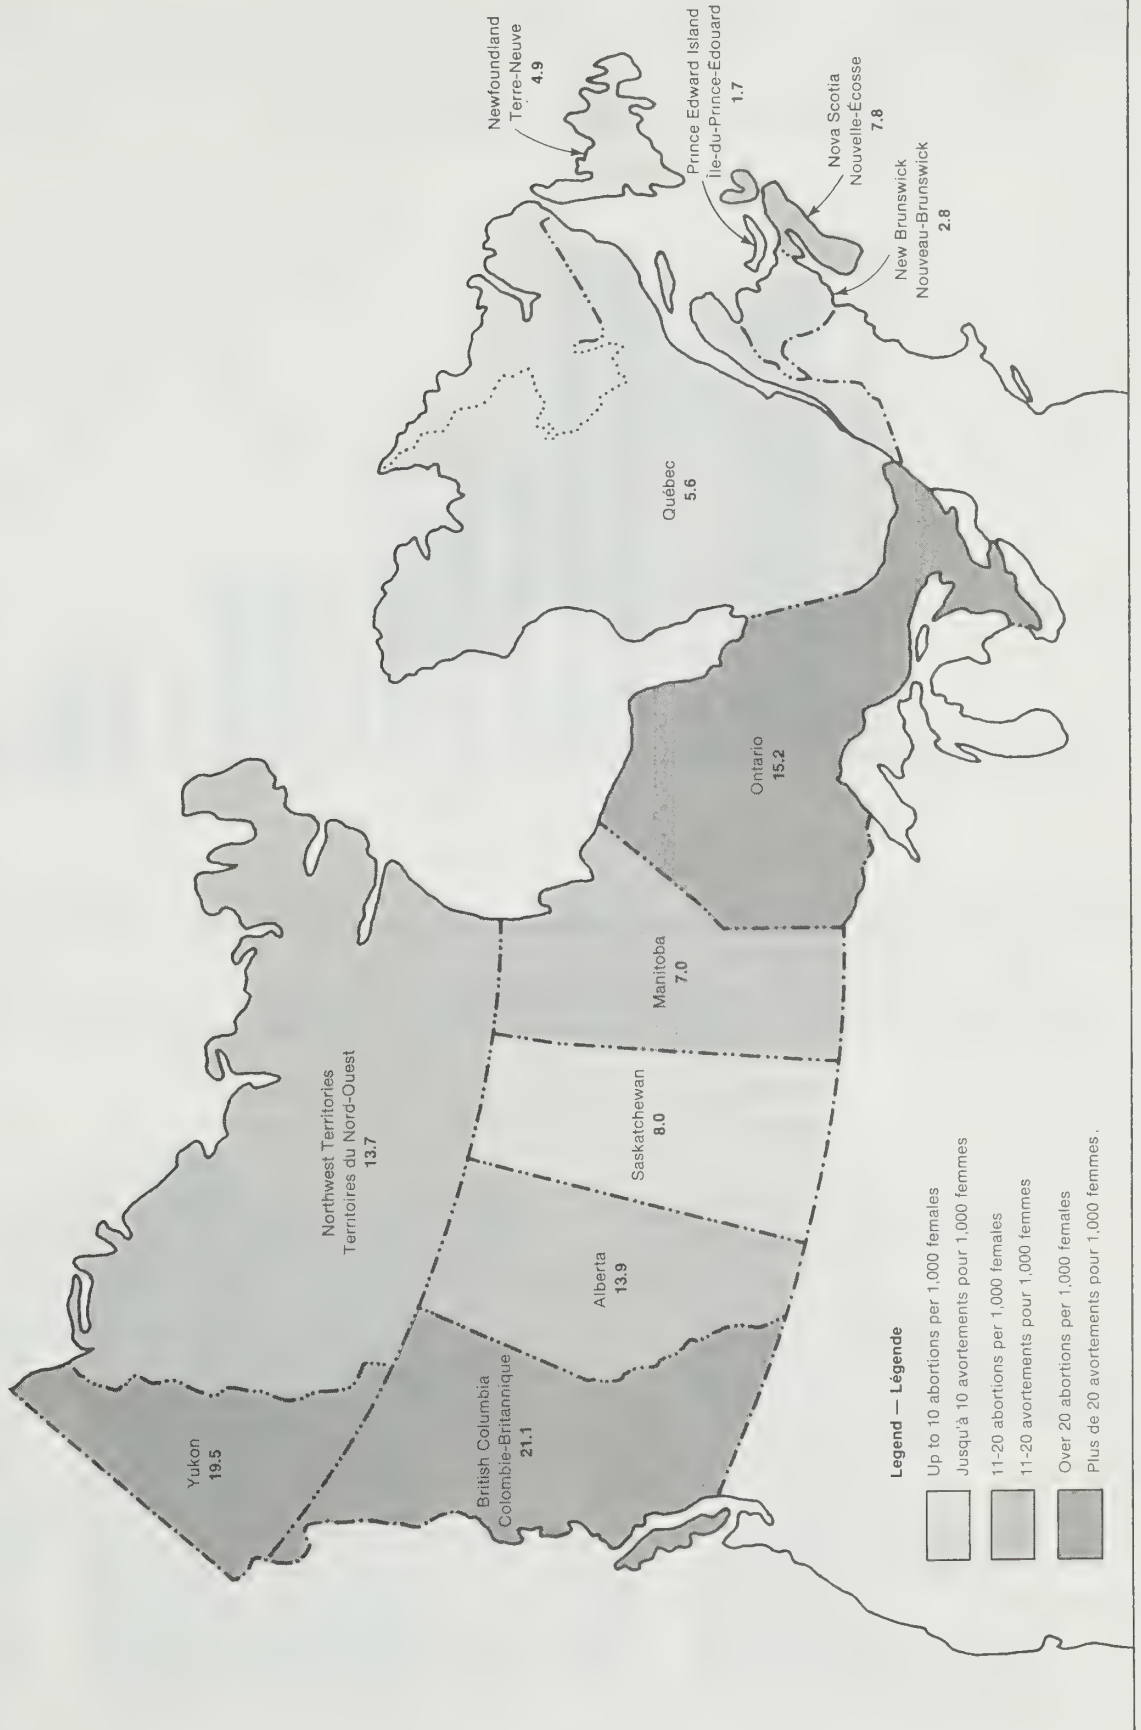 Newfoundland
Terre-Neuve
4.9
Prince Edward Island
Île-du-Prince-Édouard
1.7
Nova Scotia
Nouvelle-Écosse
7.8
New Brunswick
Nouveau-Brunswick
2.8
Québec
5.6
Ontario
15.2
Manitoba
7.0
Northwest Territories
Territoires du Nord-Ouest
13.7
Saskatchewan
8.0
Alberta
13.9
British Columbia
Colombie-Britannique
21.1
Yukon
19.5
Legend — Légende
Up to 10 abortions per 1,000 females
Jusqu'à 10 avortements pour 1,000 femmes
11-20 abortions per 1,000 females
11-20 avortements pour 1,000 femmes
Over 20 abortions per 1,000 females
Plus de 20 avortements pour 1,000 femmes.